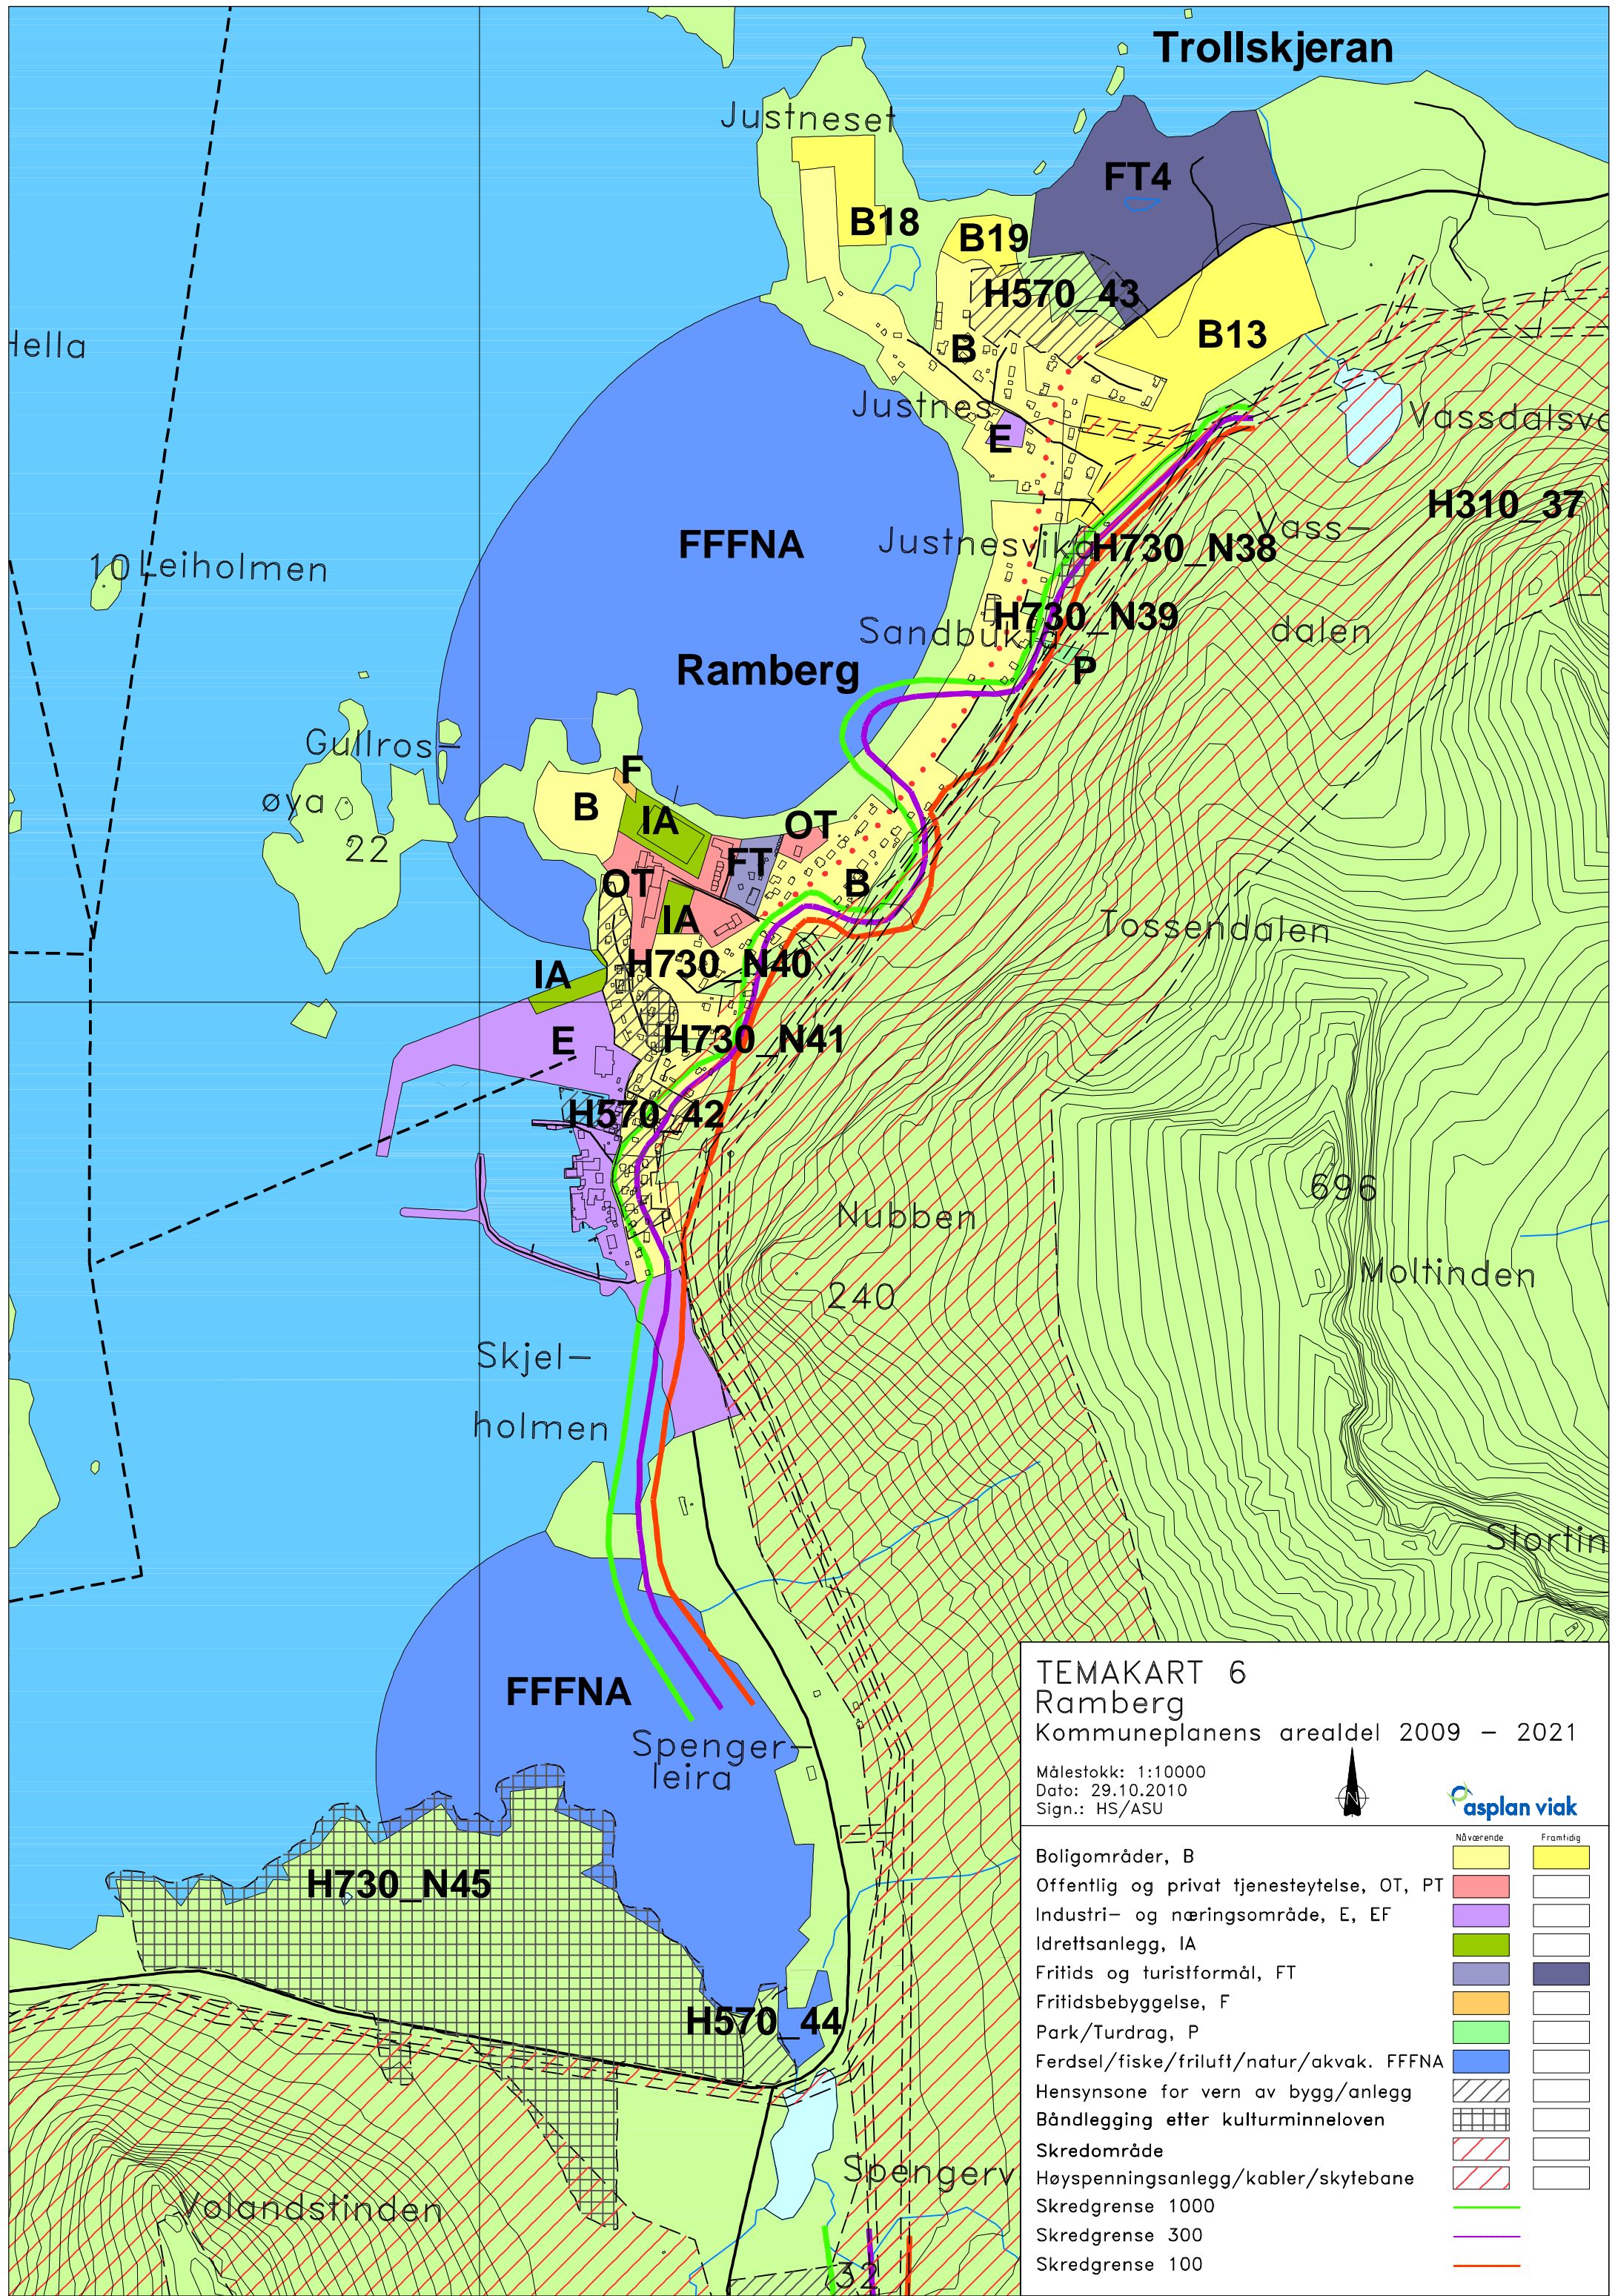 Trollskjeran
Justneset
FT4
B18
B19
H570_43
B13
Hella
B
Justnes
E
Vassdalsva
H310_37
FFFNA
Justnesvika
H730_N38
Vass-
10 Leiholmen
H730_N39
Sandbukta
dalen
Ramberg
P
Gullros-
F
øya
B
IA
OT
22
FT
OT
B
IA
Tossendalen
IA
H730_N40
E
H730_N41
H570_42
696
Nubben
Moltinden
240
Skjel-
holmen
Stortin
FFFNA
Spenger-
leira
H730_N45
H570_44
Spengerv
Volandstinden
32
TEMAKART 6
Ramberg
Kommuneplanens arealdel 2009 - 2021
Målestokk: 1:10000
Dato: 29.10.2010
Sign.: HS/ASU
N
asplan viak
Nåværende Framtidig
Boligområder, B
Offentlig og privat tjenesteytelse, OT, PT
Industri- og næringsområde, E, EF
Idrettsanlegg, IA
Fritids og turistformål, FT
Fritidsbebyggelse, F
Park/Turdrag, P
Ferdsel/fiske/friluft/natur/akvak. FFFNA
Hensynsone for vern av bygg/anlegg
Båndlegging etter kulturminneloven
Skredområde
Høyspenningsanlegg/kabler/skytebane
Skredgrense 1000
Skredgrense 300
Skredgrense 100